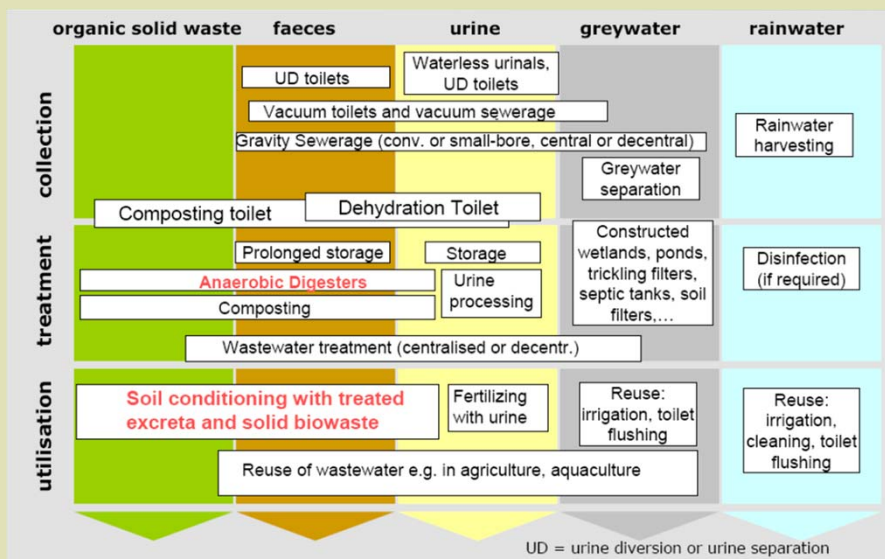 organic solid waste
faeces
urine
greywater
rainwater
collection
UD toilets
Waterless urinals,
UD toilets
Vacuum toilets and vacuum sewerage
Gravity Sewerage (conv. or small-bore, central or decentral)
Greywater
separation
Rainwater
harvesting
Composting toilet
Dehydration Toilet
treatment
Prolonged storage
Storage
Constructed
wetlands, ponds,
trickling filters,
septic tanks, soil
filters,...
Disinfection
(if required)
Anaerobic Digesters
Urine
processing
Composting
Wastewater treatment (centralised or decentr.)
utilisation
Soil conditioning with treated
excreta and solid biowaste
Fertilizing
with urine
Reuse:
irrigation, toilet
flushing
Reuse:
irrigation,
cleaning, toilet
flushing
Reuse of wastewater e.g. in agriculture, aquaculture
UD = urine diversion or urine separation